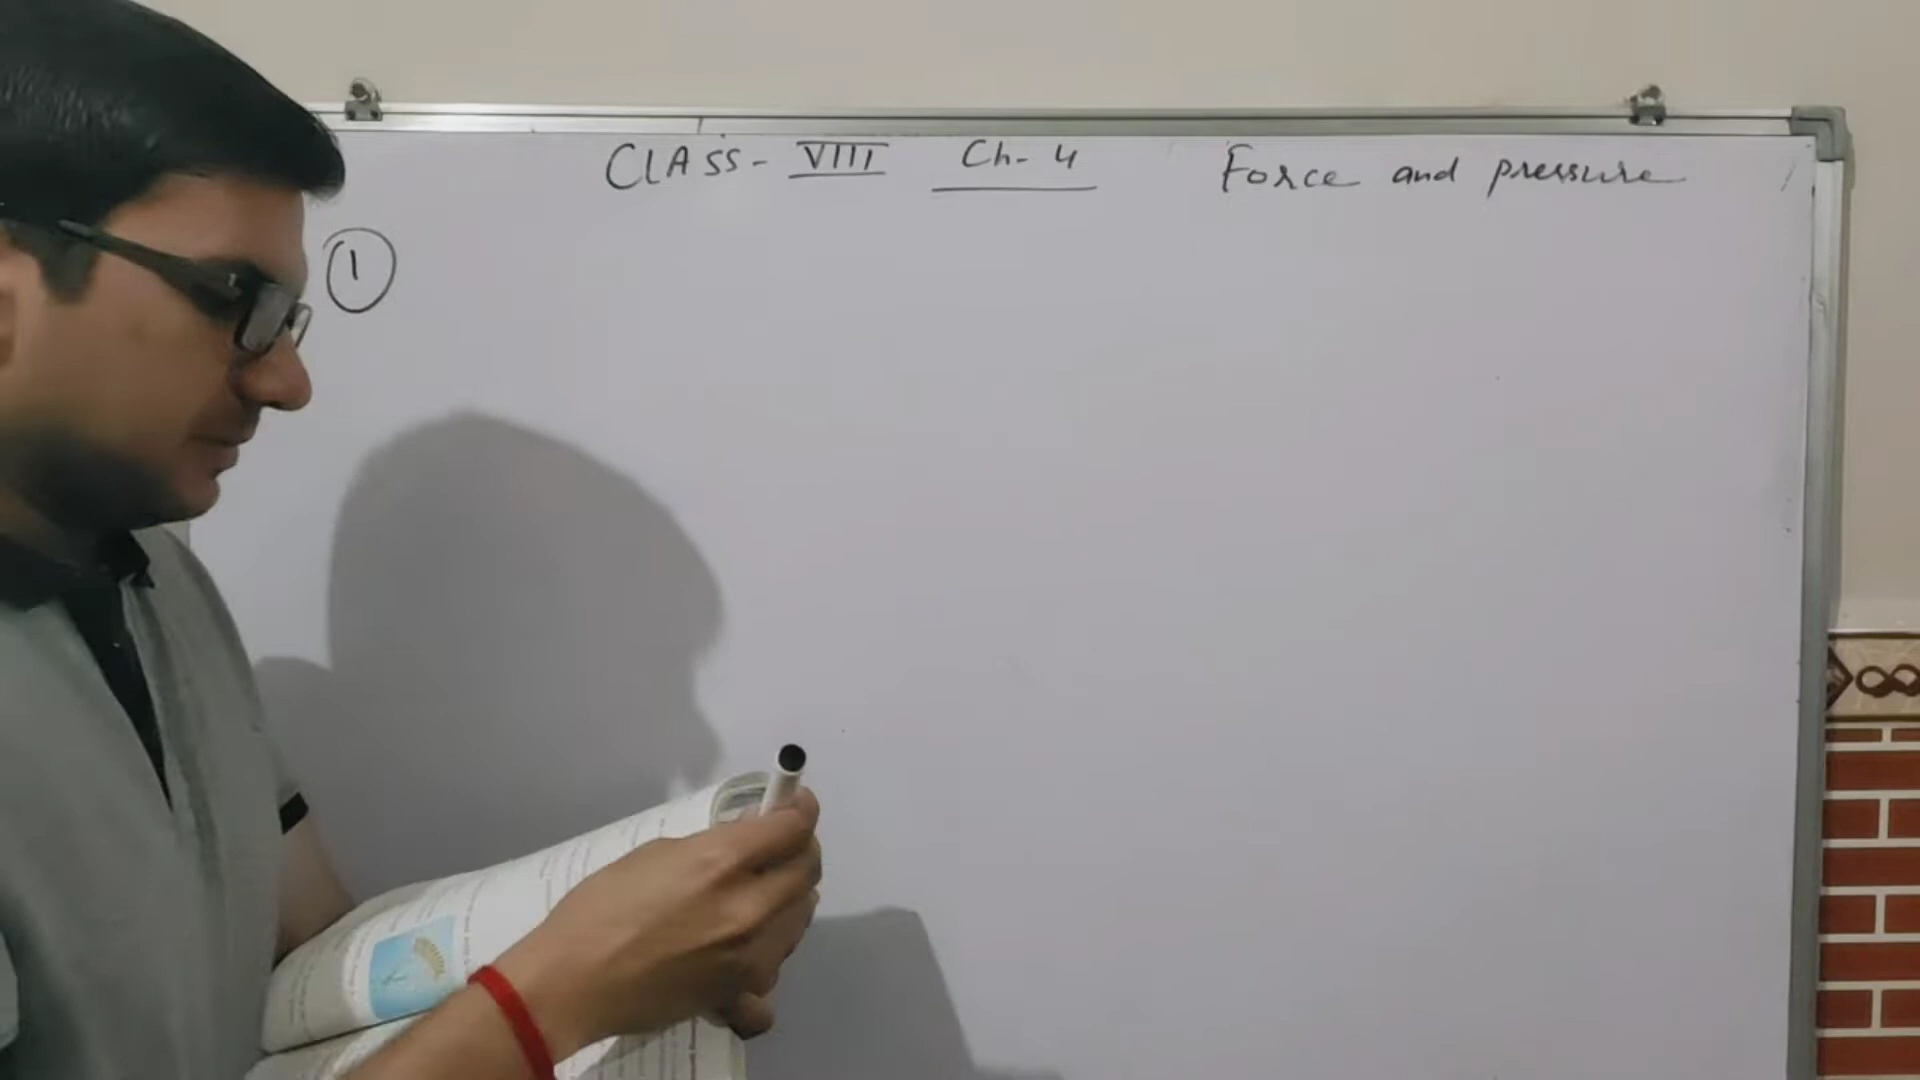 CLASS- VIII Ch- 4 Force and pressure
1